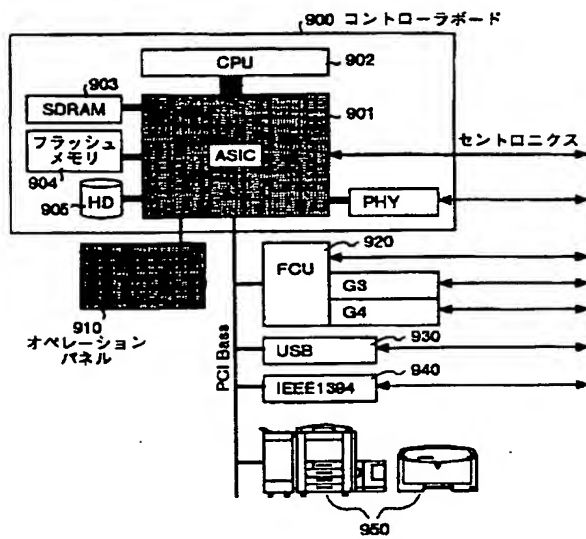 900 コントローラボード
CPU
902
903
SDRAM
901
フラッシュ
メモリ
904
ASIC
セントロニクス
905
HD
PHY
920
FCU
G3
G4
910
オペレーション
パネル
PCI Bass
USB
930
940
IEEE1394
950